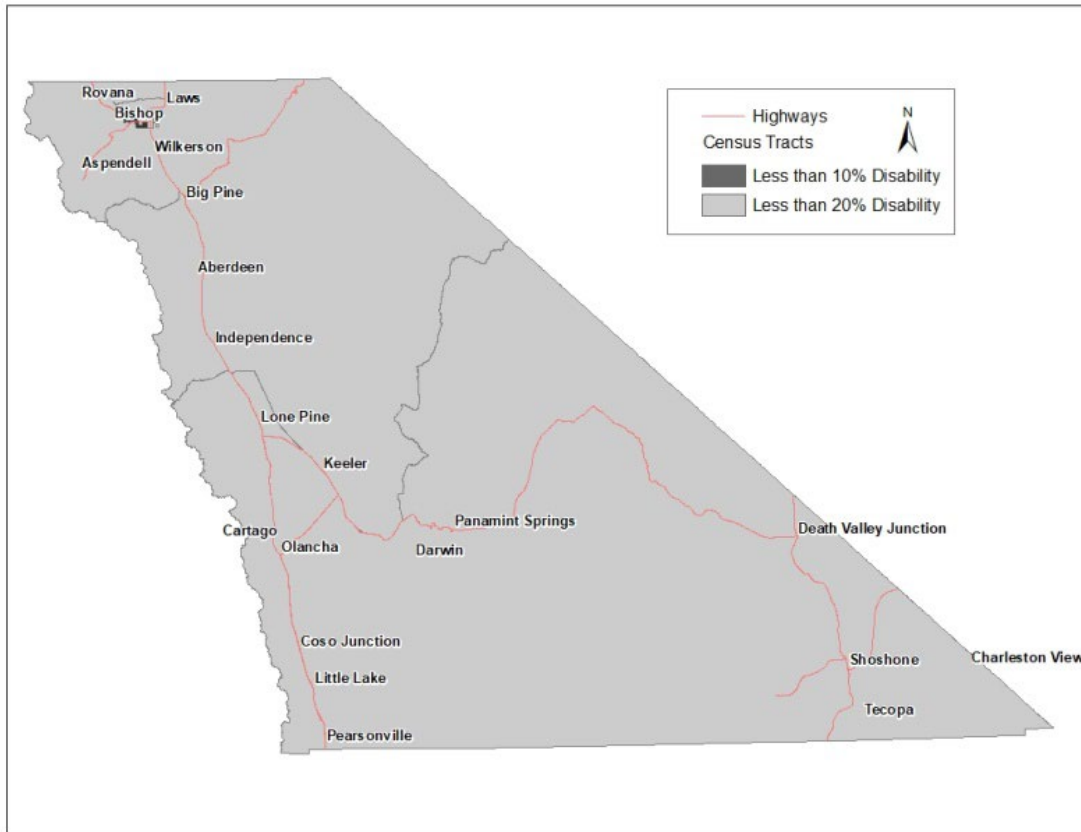 Rovana
Laws
Bishop
Wilkerson
Aspendell
Big Pine
Aberdeen
Independence
Lone Pine
Keeler
Cartago
Olancha
Darwin
Panamint Springs
Death Valley Junction
Coso Junction
Little Lake
Pearsonville
Shoshone
Charleston View
Tecopa
Highways
Census Tracts
Less than 10% Disability
Less than 20% Disability
N